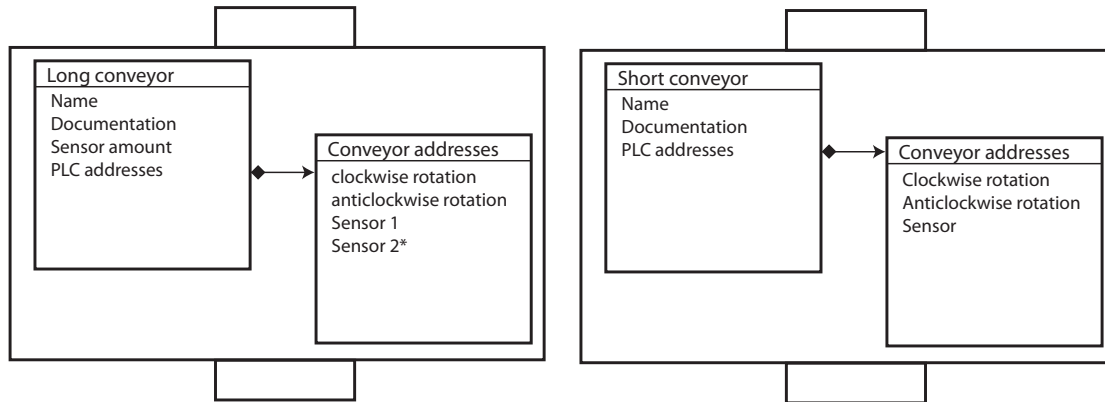 Long conveyor
Name
Documentation
Sensor amount
PLC addresses
Conveyor addresses
clockwise rotation
anticlockwise rotation
Sensor 1
Sensor 2*
Short conveyor
Name
Documentation
PLC addresses
Conveyor addresses
Clockwise rotation
Anticlockwise rotation
Sensor